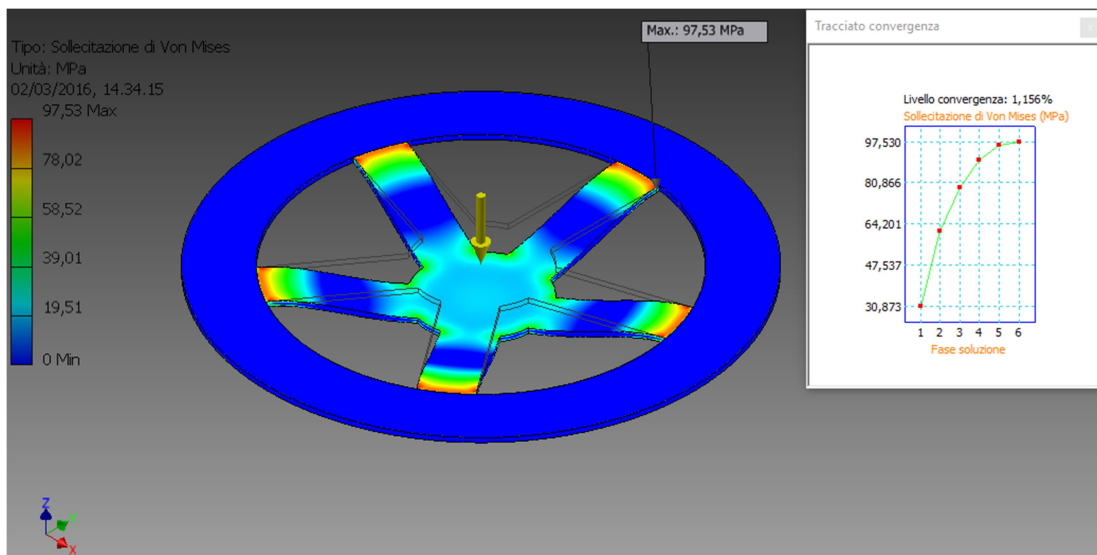 Tipo: Sollecitazione di Von Mises
Unità: MPa
02/03/2016, 14.34.15
97,53 Max
78,02
58,52
39,01
19,51
0 Min
Max.: 97,53 MPa
Tracciato convergenza
Livello convergenza: 1,156%
Sollecitazione di Von Mises (MPa)
97,530
80,866
64,201
47,537
30,873
1 2 3 4 5 6
Fase soluzione
Z
Y
X